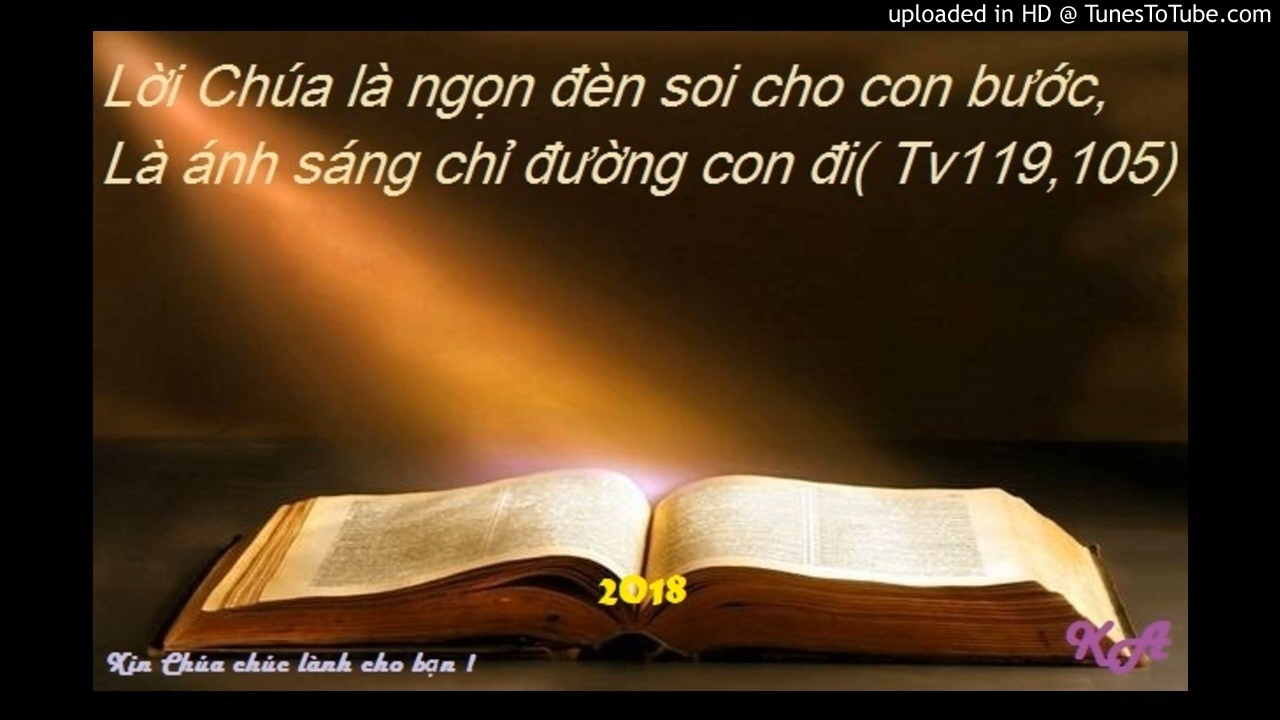 uploaded in HD @ TunesToTube.com
Lời Chúa là ngọn đèn soi cho con bước,
Là ánh sáng chỉ đường con đi( Tv119,105)
2018
KA
Xin Chúa chúc lành cho bạn !